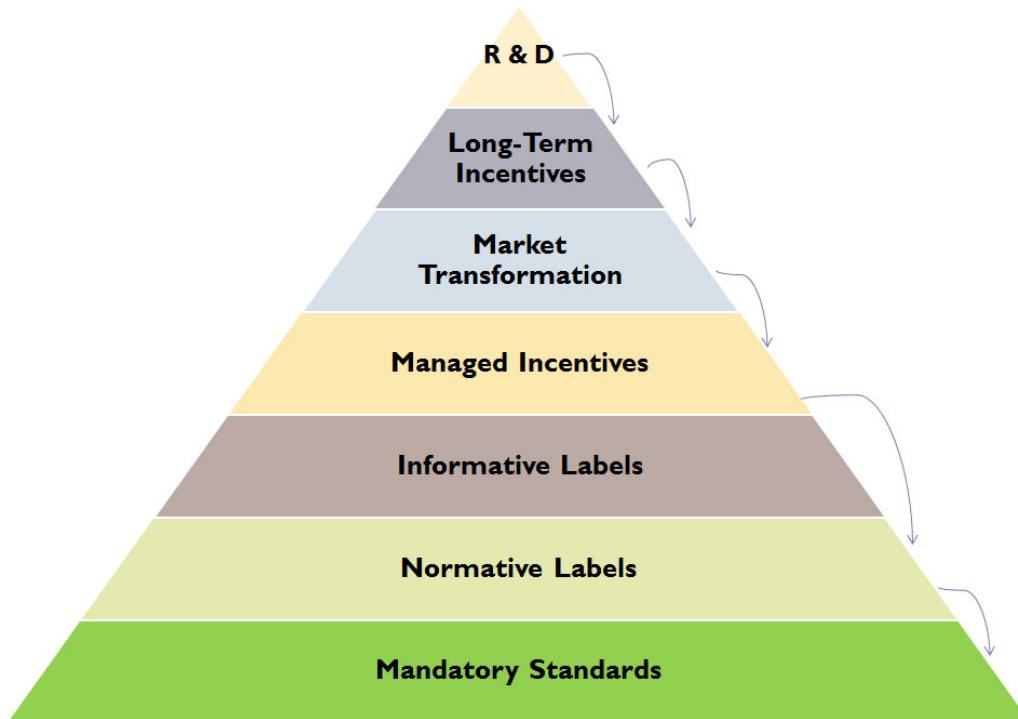 R & D
Long-Term
Incentives
Market
Transformation
Managed Incentives
Informative Labels
Normative Labels
Mandatory Standards